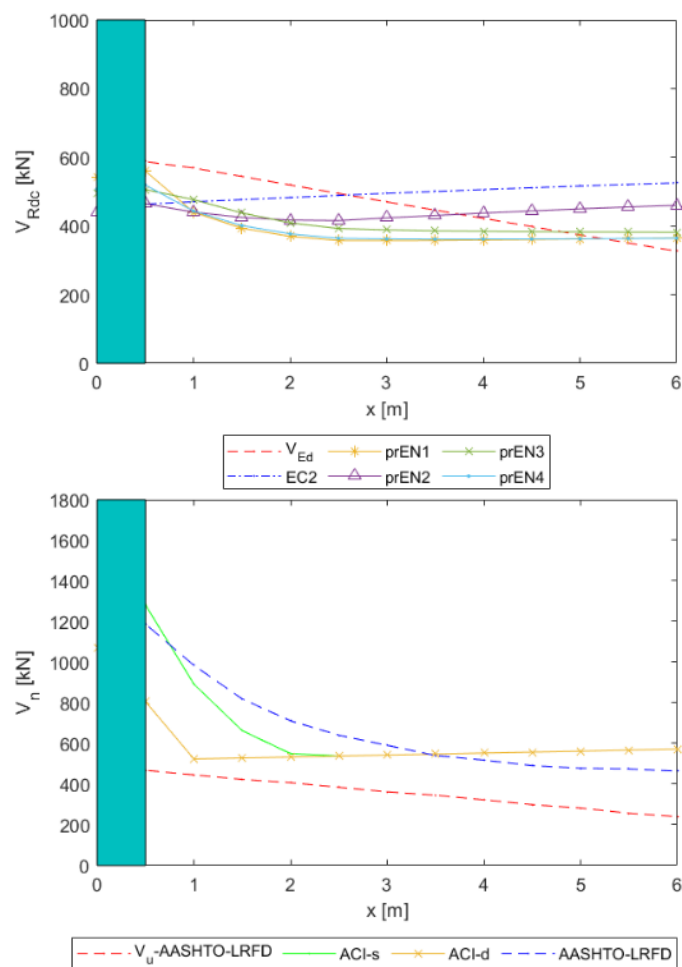 1000
800
600
400
200
0
V_Rdc [kN]
0 1 2 3 4 5 6
x [m]
V_Ed prEN1 prEN3
EC2 prEN2 prEN4
1800
1600
1400
1200
1000
800
600
400
200
0
V_n [kN]
0 1 2 3 4 5 6
x [m]
V_u-AASHTO-LRFD ACI-s ACI-d AASHTO-LRFD